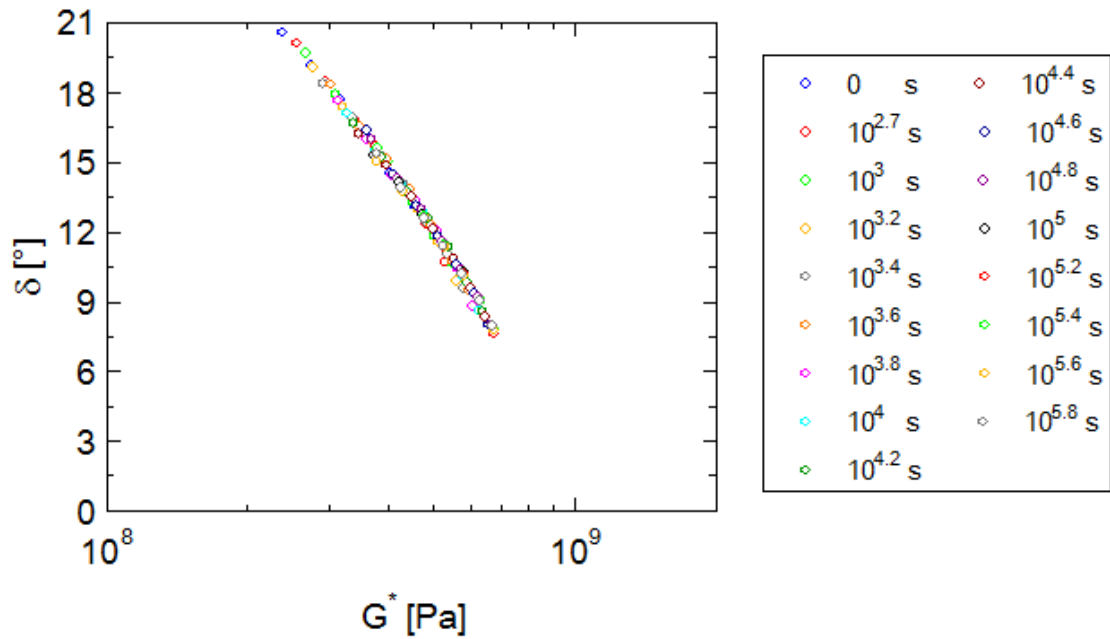 21
18
15
12
9
6
3
0
δ [°]
10^8
10^9
G^* [Pa]
0 s
10^2.7 s
10^3 s
10^3.2 s
10^3.4 s
10^3.6 s
10^3.8 s
10^4 s
10^4.2 s
10^4.4 s
10^4.6 s
10^4.8 s
10^5 s
10^5.2 s
10^5.4 s
10^5.6 s
10^5.8 s